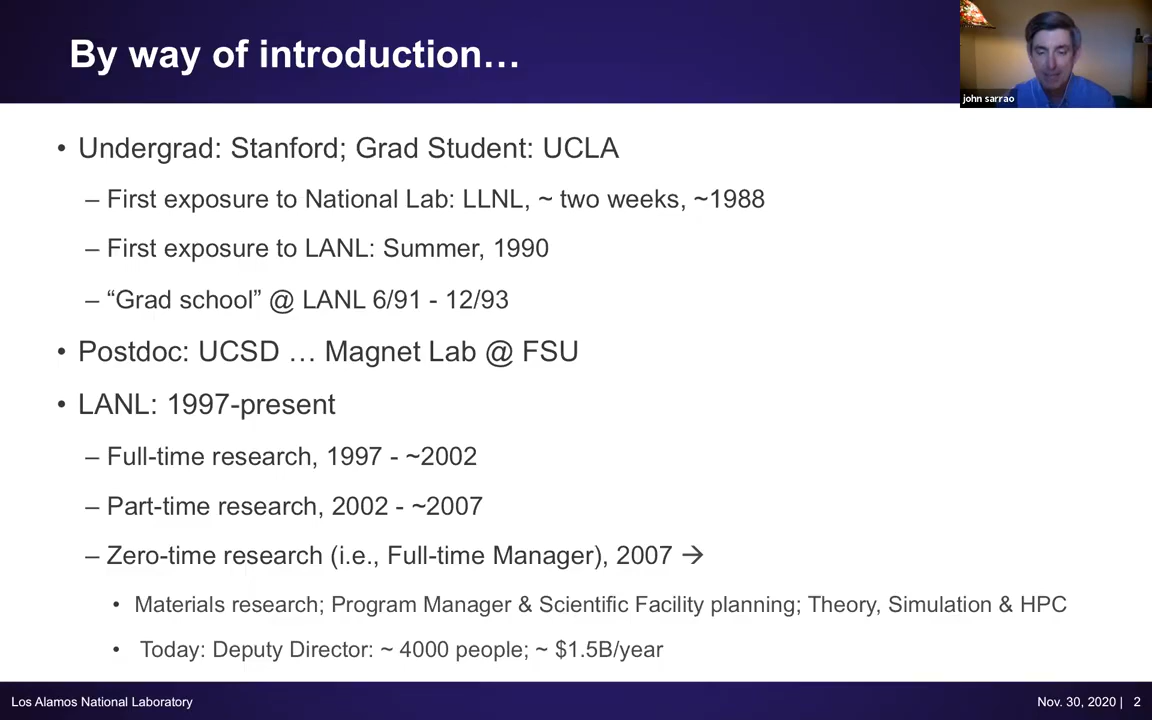 By way of introduction…
john sarrao
• Undergrad: Stanford; Grad Student: UCLA
– First exposure to National Lab: LLNL, ~ two weeks, ~1988
– First exposure to LANL: Summer, 1990
– “Grad school” @ LANL 6/91 - 12/93
• Postdoc: UCSD … Magnet Lab @ FSU
• LANL: 1997-present
– Full-time research, 1997 - ~2002
– Part-time research, 2002 - ~2007
– Zero-time research (i.e., Full-time Manager), 2007 →
• Materials research; Program Manager & Scientific Facility planning; Theory, Simulation & HPC
• Today: Deputy Director: ~ 4000 people; ~ $1.5B/year
Los Alamos National Laboratory
Nov. 30, 2020 | 2